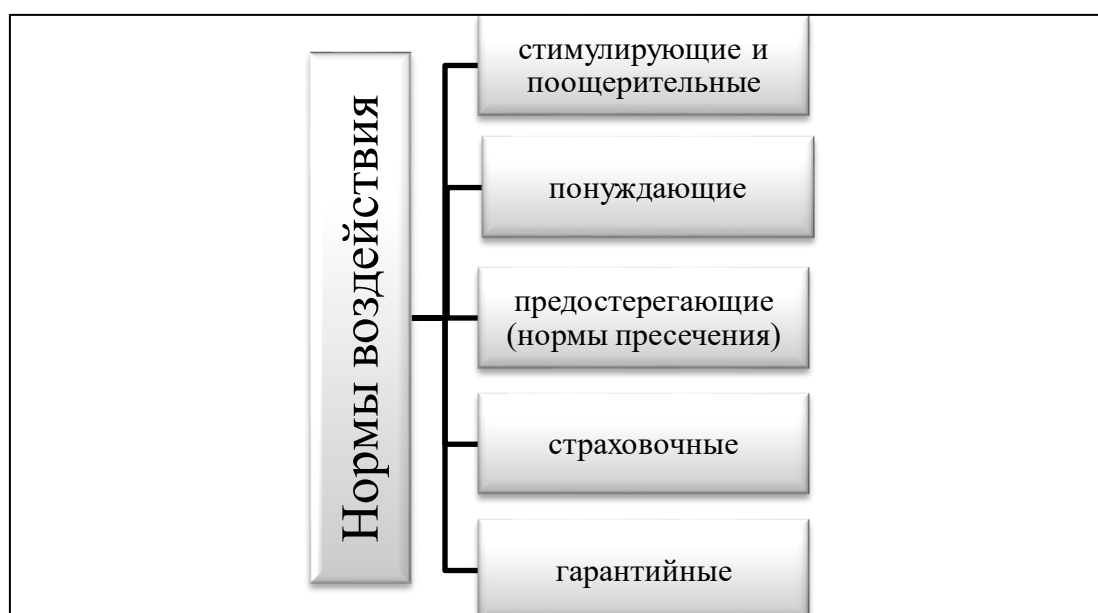 Нормы воздействия
стимулирующие и
поощерительные
понуждающие
предостерегающие
(нормы пресечения)
страховочные
гарантийные